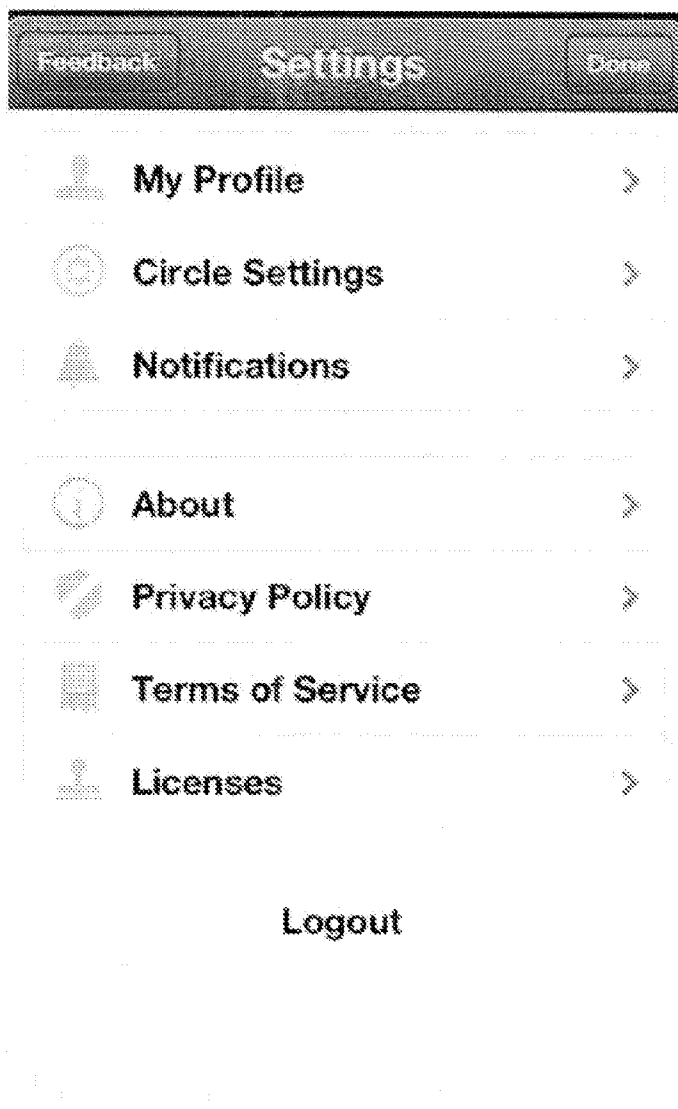 Feedback Settings Done
My Profile
Circle Settings
Notifications
About
Privacy Policy
Terms of Service
Licenses
Logout